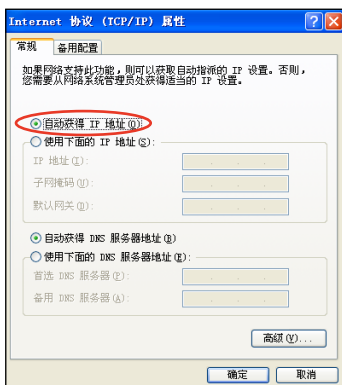 Internet 协议 (TCP/IP) 属性
常规 备用配置
如果网络支持此功能，则可以获取自动指派的 IP 设置。否则，
您需要从网络系统管理员处获得适当的 IP 设置。
自动获得 IP 地址(O)
使用下面的 IP 地址(S):
IP 地址(I):
子网掩码(U):
默认网关(D):
自动获得 DNS 服务器地址(B)
使用下面的 DNS 服务器地址(E):
首选 DNS 服务器(P):
备用 DNS 服务器(A):
高级(V)...
确定 取消